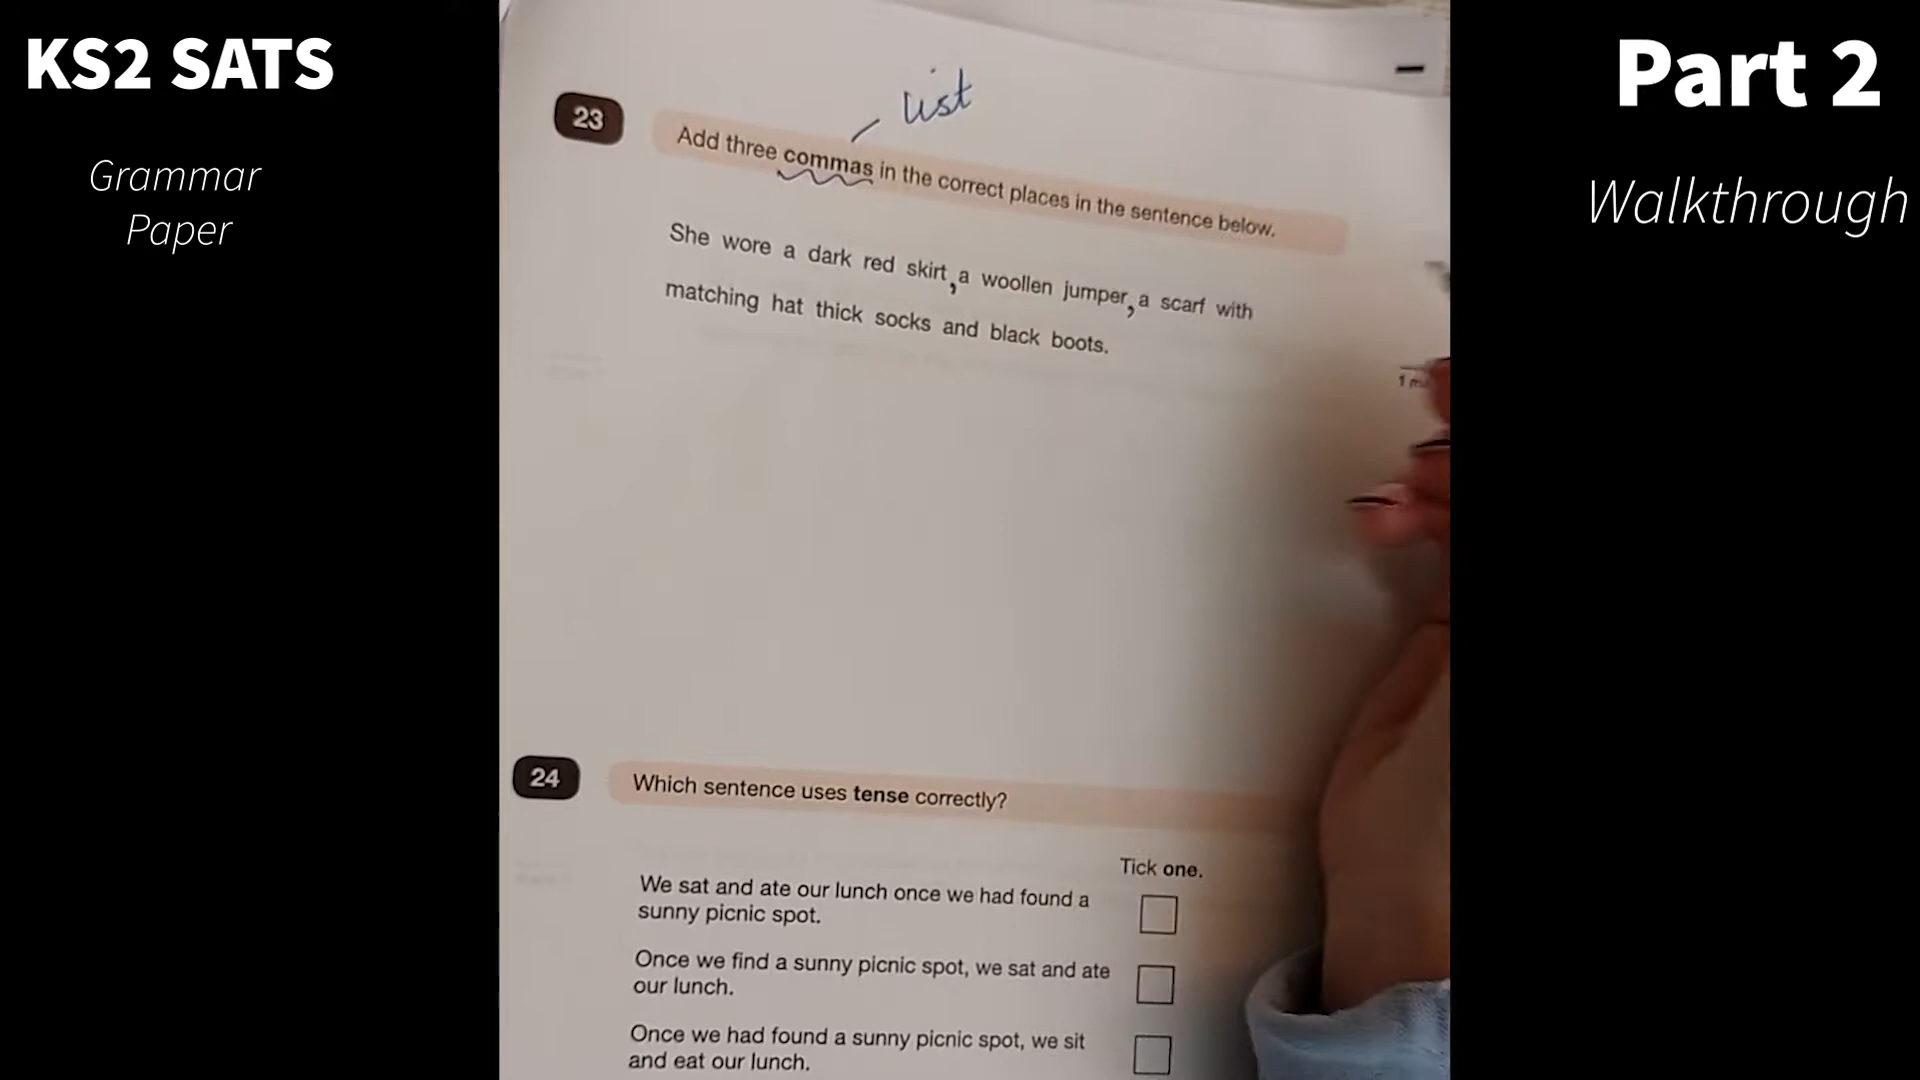 KS2 SATS
Grammar
Paper
Part 2
Walkthrough
list
23
Add three commas in the correct places in the sentence below.
She wore a dark red skirt, a woollen jumper, a scarf with
matching hat thick socks and black boots.
1 m
24
Which sentence uses tense correctly?
Tick one.
We sat and ate our lunch once we had found a
sunny picnic spot.
Once we find a sunny picnic spot, we sat and ate
our lunch.
Once we had found a sunny picnic spot, we sit
and eat our lunch.